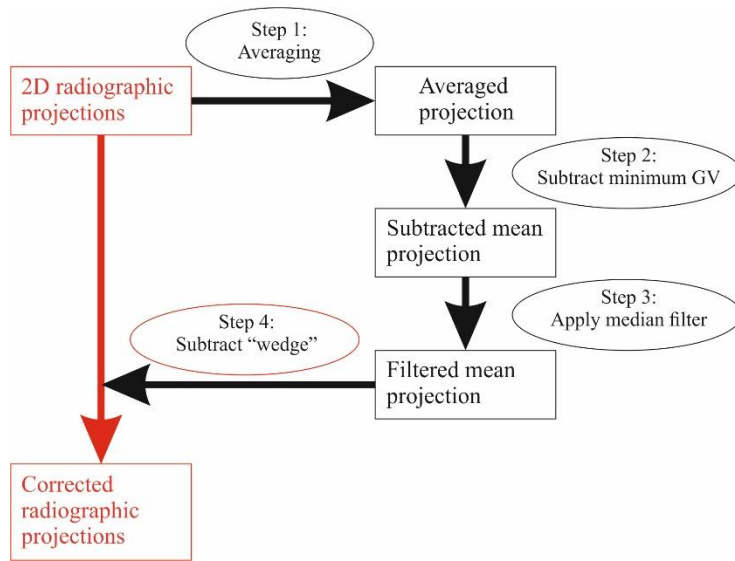 Step 1:
Averaging
2D radiographic
projections
Averaged
projection
Step 2:
Subtract minimum GV
Subtracted mean
projection
Step 3:
Apply median filter
Step 4:
Subtract “wedge”
Filtered mean
projection
Corrected
radiographic
projections